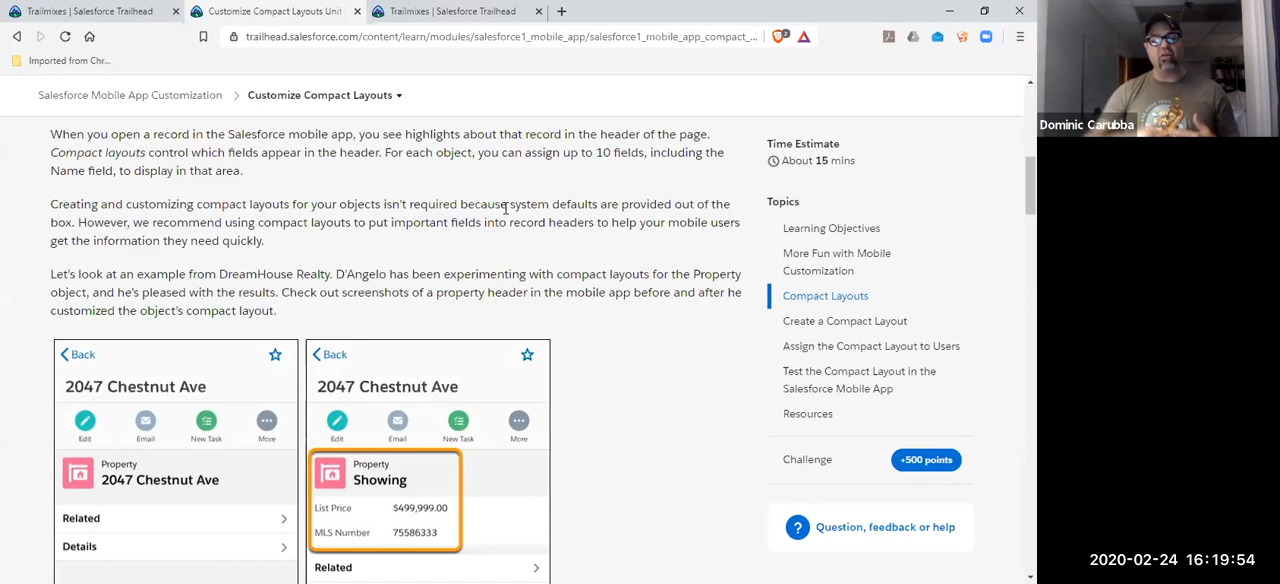 Trailmixes | Salesforce Trailhead
Customize Compact Layouts Unit
Trailmixes | Salesforce Trailhead
trailhead.salesforce.com/content/learn/modules/salesforce1_mobile_app/salesforce1_mobile_app_compact_...
2
Imported from Chr...
Salesforce Mobile App Customization > Customize Compact Layouts
When you open a record in the Salesforce mobile app, you see highlights about that record in the header of the page.
Compact layouts control which fields appear in the header. For each object, you can assign up to 10 fields, including the
Name field, to display in that area.
Creating and customizing compact layouts for your objects isn't required because system defaults are provided out of the
box. However, we recommend using compact layouts to put important fields into record headers to help your mobile users
get the information they need quickly.
Let's look at an example from DreamHouse Realty. D'Angelo has been experimenting with compact layouts for the Property
object, and he's pleased with the results. Check out screenshots of a property header in the mobile app before and after he
customized the object's compact layout.
Back
2047 Chestnut Ave
Edit Email New Task More
Property
2047 Chestnut Ave
Related
Details
Back
2047 Chestnut Ave
Edit Email New Task More
Property
Showing
List Price $499,999.00
MLS Number 75586333
Related
Time Estimate
About 15 mins
Topics
Learning Objectives
More Fun with Mobile
Customization
Compact Layouts
Create a Compact Layout
Assign the Compact Layout to Users
Test the Compact Layout in the
Salesforce Mobile App
Resources
Challenge +500 points
? Question, feedback or help
Dominic Carubba
2020-02-24 16:19:54